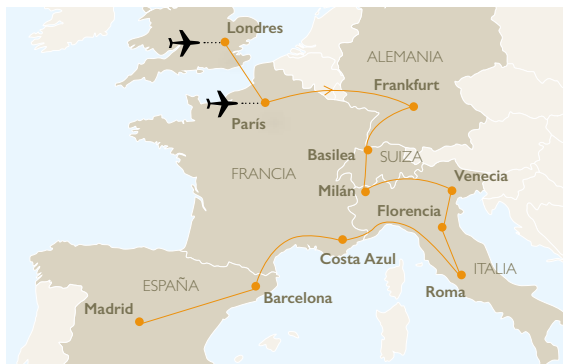 Londres
ALEMANIA
Frankfurt
París
Basilea
SUIZA
FRANCIA
Venecia
Milán
Florencia
Costa Azul
ITALIA
ESPAÑA
Roma
Barcelona
Madrid